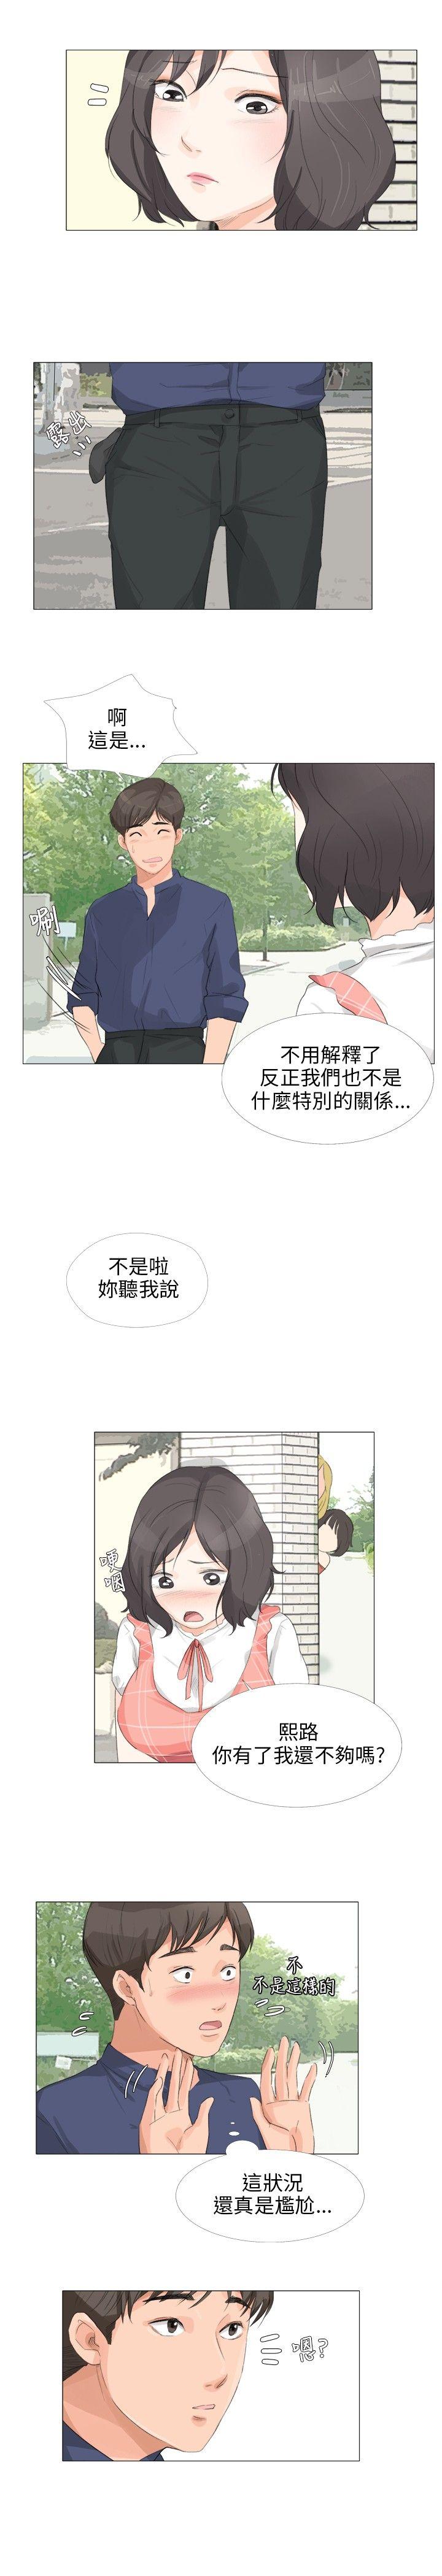 露出
啊
這是...
唰
不用解釋了
反正我們也不是
什麼特別的關係...
不是啦
妳聽我說
哽
咽
熙路
你有了我還不夠嗎?
不
不是這樣的
這狀況
還真是尷尬...
嗯?